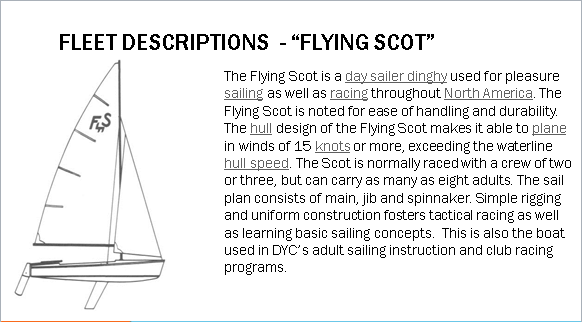 FLEET DESCRIPTIONS - “FLYING SCOT”
FS
The Flying Scot is a day sailer dinghy used for pleasure
sailing as well as racing throughout North America. The
Flying Scot is noted for ease of handling and durability.
The hull design of the Flying Scot makes it able to plane
in winds of 15 knots or more, exceeding the waterline
hull speed. The Scot is normally raced with a crew of two
or three, but can carry as many as eight adults. The sail
plan consists of main, jib and spinnaker. Simple rigging
and uniform construction fosters tactical racing as well
as learning basic sailing concepts.  This is also the boat
used in DYC’s adult sailing instruction and club racing
programs.